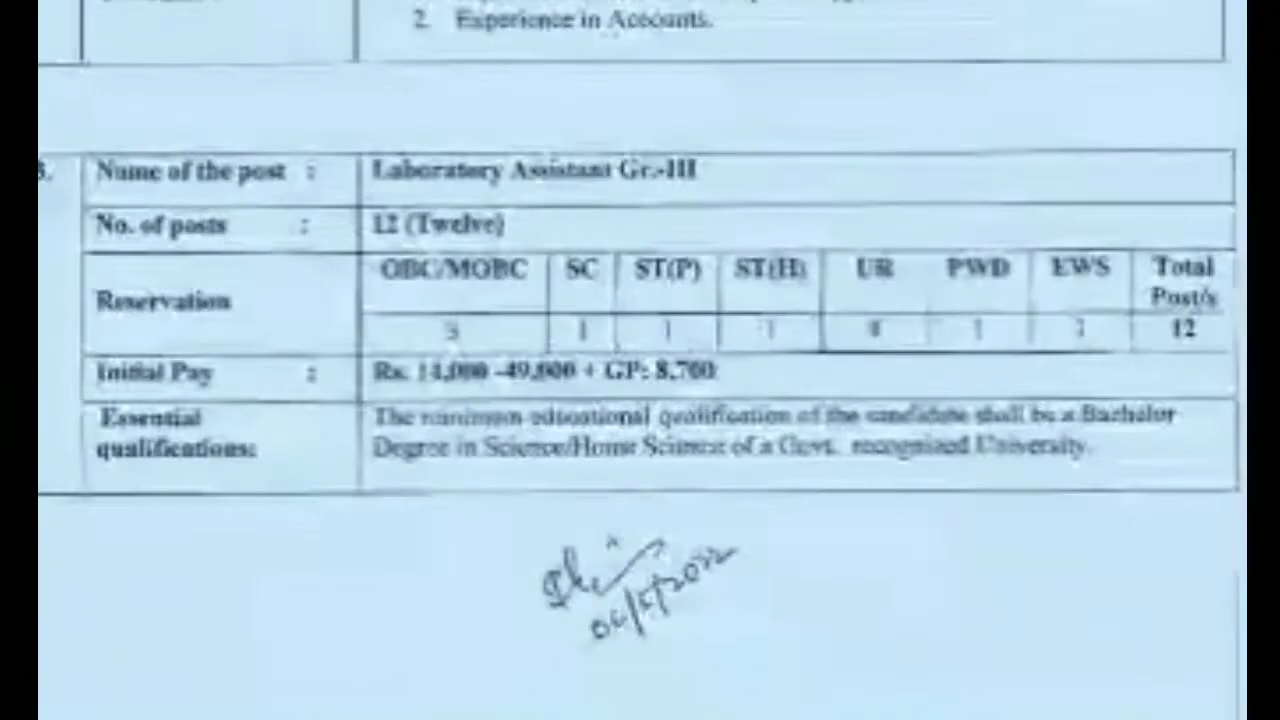 2. Experience in Accounts.
Name of the post :
Laboratory Assistant Gr.-III
No. of posts :
12 (Twelve)
Reservation
OBC/MOBC SC ST(P) ST(H) UR PWD EWS Total Post/s
1 1 1 1 12
Initial Pay :
Rs. 14,000 -49,000 + GP: 8,700
Essential
qualifications:
The minimum educational qualification of the candidate shall be a Bachelor
Degree in Science/Home Science of a Govt. recognized University.